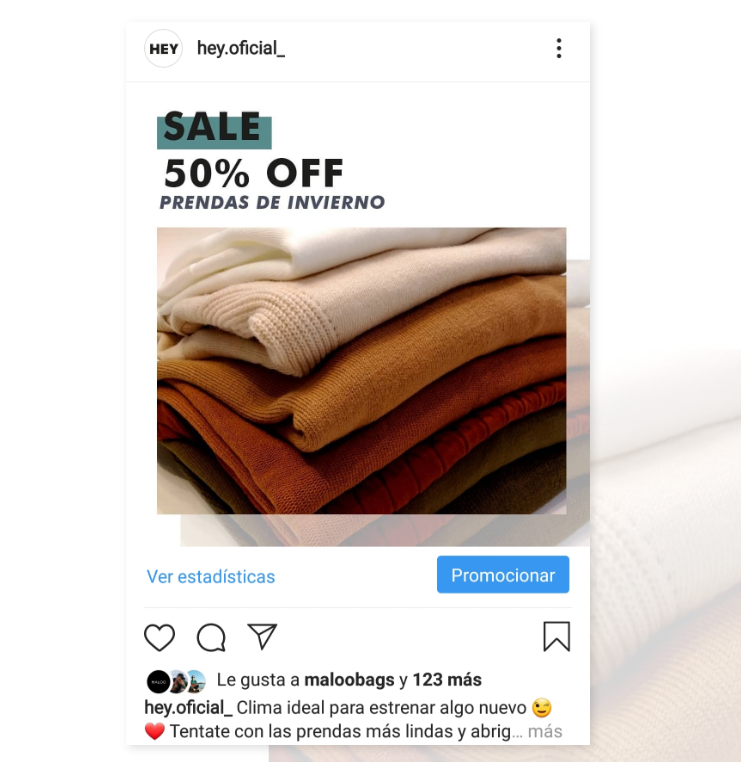 HEY hey.oficial_
SALE
50% OFF
PRENDAS DE INVIERNO
Ver estadísticas Promocionar
Le gusta a maloobags y 123 más
hey.oficial_ Clima ideal para estrenar algo nuevo 😉
❤️ Tentate con las prendas más lindas y abrig... más